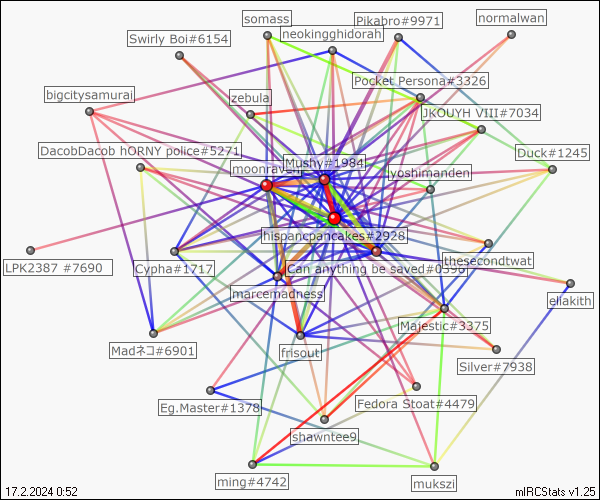 somass
Pikabro#9971
normalwan
neokingghidorah
Swirly Boi#6154
Pocket Persona#3326
bigcitysamurai
zebula
JKOUYH VIII#7034
DacobDacob hORNY police#5271
Duck#1245
moonraven
Mushy#1984
yoshimanden
hispancpancakes#2928
LPK2387 #7690
Cypha#1717
Can anything be saved#0396
thesecondtwat
marcemadness
eliakith
Majestic#3375
Madネコ#6901
frisout
Silver#7938
Eg.Master#1378
Fedora Stoat#4479
shawntee9
ming#4742
mukszi
17.2.2024 0:52
mIRCStats v1.25